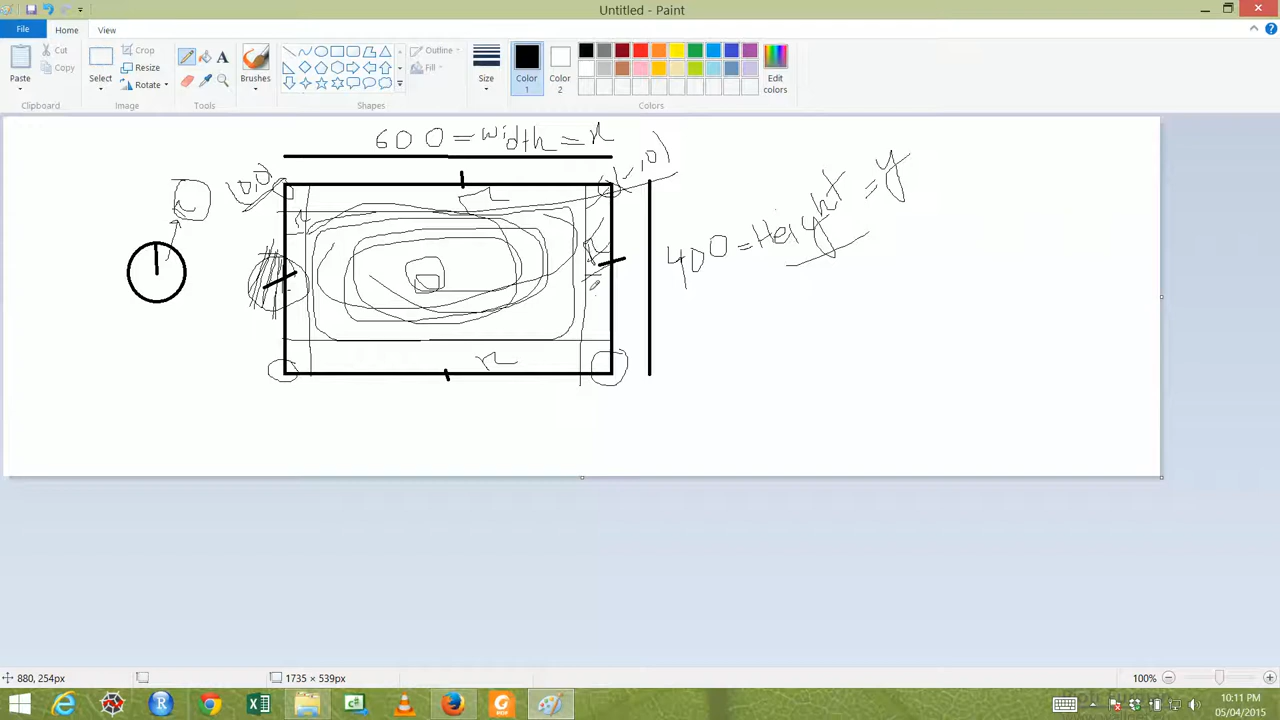 Untitled - Paint
File
Home
View
Paste
Cut
Copy
Clipboard
Select
Crop
Resize
Rotate
Image
A
Tools
Brushes
Outline
Fill
Shapes
Size
Color 1
Color 2
Edit colors
Colors
600 = width = x
(0,0)
r
400 = Height = y
r
r
r
r
880, 254px
1735 × 539px
100%
10:11 PM
05/04/2015